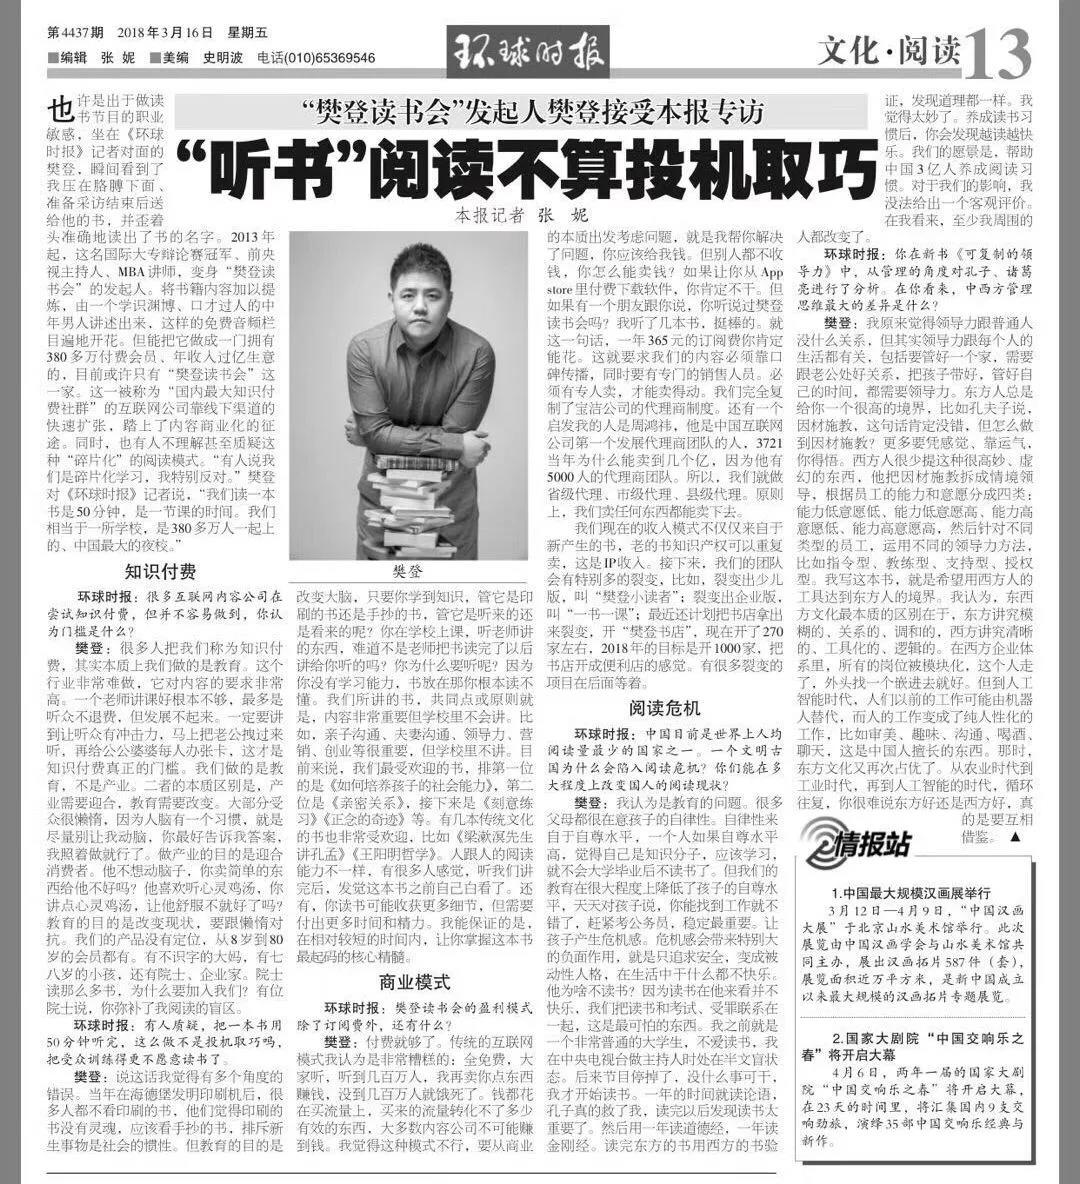 第4437期 2018年3月16日 星期五
■编辑 张 妮 ■美编 史明波 电话(010)65369546
环球时报
文化·阅读 13
“樊登读书会”发起人樊登接受本报专访
“听书”阅读不算投机取巧
本报记者 张 妮
也许是出于做读
书节目的职业
敏感，坐在《环球
时报》记者对面的
樊登，瞬间看到了
我压在胳膊下面、
准备采访结束后送
给他的书，并歪着
头准确地读出了书的名字。2013年
起，这名国际大专辩论赛冠军、前央
视主持人、MBA讲师，变身“樊登读
书会”的发起人。将书籍内容加以提
炼，由一个学识渊博、口才过人的中
年男人讲述出来，这样的免费音频栏
目遍地开花。但能把它做成一门拥有
380多万付费会员、年收入过亿生意
的，目前或许只有“樊登读书会”这
一家。这一被称为“国内最大知识付
费社群”的互联网公司靠线下渠道的
快速扩张，踏上了内容商业化的征
途。同时，也有人不理解甚至质疑这
种“碎片化”的阅读模式。“有人说我
们是碎片化学习，我特别反对。”樊登
对《环球时报》记者说，“我们读一本
书是50分钟，是一节课的时间。我们
相当于一所学校，是380多万人一起上
的、中国最大的夜校。”
知识付费
环球时报：很多互联网内容公司在
尝试知识付费，但并不容易做到，你认
为门槛是什么？
樊登：很多人把我们称为知识付
费，其实本质上我们做的是教育。这个
行业非常难做，它对内容的要求非常
高。一个老师讲课好根本不够，最多是
听众不退费，但发展不起来。一定要讲
到让听众有冲击力，马上把老公拽过来
听，再给公公婆婆每人办张卡，这才是
知识付费真正的门槛。我们做的是教
育，不是产业。二者的本质区别是，产
业需要迎合，教育需要改变。大部分受
众很懒惰，因为人脑有一个习惯，就是
尽量别让我动脑，你最好告诉我答案，
我照着做就行了。做产业的目的是迎合
消费者。他不想动脑子，你卖简单的东
西给他不好吗？他喜欢听心灵鸡汤，你
讲点心灵鸡汤，让他舒服不就好了吗？
教育的目的是改变现状，要跟懒惰对
抗。我们的产品没有定位，从8岁到80
岁的会员都有。有不识字的大妈，有七
八岁的小孩，还有院士、企业家。院士
读那么多书，为什么要加入我们？有位
院士说，你弥补了我阅读的盲区。
环球时报：有人质疑，把一本书用
50分钟听完，这么做不是投机取巧吗，
把受众训练得更不愿意读书了。
樊登：说这话我觉得有多个角度的
错误。当年在海德堡发明印刷机后，很
多人都不看印刷的书，他们觉得印刷的
书没有灵魂，应该看手抄的书，排斥新
生事物是社会的惯性。但教育的目的是
樊登
改变大脑，只要你学到知识，管它是印
刷的书还是手抄的书，管它是听来的还
是看来的呢？你在学校上课，听老师讲
的东西，难道不是老师把书读完了以后
讲给你听的吗？你为什么要听呢？因为
你没有学习能力，书放在那你根本读不
懂。我们所讲的书，共同点或原则就
是，内容非常重要但学校里不会讲。比
如，亲子沟通、夫妻沟通、领导力、营
销、创业等很重要，但学校里不讲。目
前来说，我们最受欢迎的书，排第一位
的是《如何培养孩子的社会能力》，第二
位是《亲密关系》，接下来是《刻意练
习》《正念的奇迹》等。有几本传统文化
的书也非常受欢迎，比如《梁漱溟先生
讲孔孟》《王阳明哲学》。人跟人的阅读
能力不一样，有很多人感觉，听我们讲
完后，发觉这本书之前自己白看了。还
有，你读书可能收获更多细节，但需要
付出更多时间和精力。我能保证的是，
在相对较短的时间内，让你掌握这本书
最起码的核心精髓。
商业模式
环球时报：樊登读书会的盈利模式
除了订阅费外，还有什么？
樊登：付费就够了。传统的互联网
模式我认为是非常糟糕的：全免费，大
家听，听到几百万人，我再卖你点东西
赚钱，没到几百万人就饿死了。钱都花
在买流量上，买来的流量转化不了多少
有效的东西，大多数内容公司不可能赚
到钱。我觉得这种模式不行，要从商业
的本质出发考虑问题，就是我帮你解决
了问题，你应该给我钱。但别人都不收
钱，你怎么能卖钱？如果让你从App
store里付费下载软件，你肯定不干。但
如果有一个朋友跟你说，你听说过樊登
读书会吗？我听了几本书，挺棒的。就
这一句话，一年365元的订阅费你肯定
能花。这就要求我们的内容必须靠口
碑传播，同时要有专门的销售人员。必
须有专人卖，才能卖得动。我们完全复
制了宝洁公司的代理商制度。还有一个
启发我的人是周鸿祎，他是中国互联网
公司第一个发展代理商团队的人，3721
当年为什么能卖到几个亿，因为他有
5000人的代理商团队。所以，我们就做
省级代理、市级代理、县级代理。原则
上，我们卖任何东西都能卖下去。
我们现在的收入模式不仅仅来自于
新产生的书，老的书知识产权可以重复
卖，这是IP收入。接下来，我们的团队
会有特别多的裂变，比如，裂变出少儿
版，叫“樊登小读者”；裂变出企业版，
叫“一书一课”；最近还计划把书店拿出
来裂变，开“樊登书店”，现在开了270
家左右，2018年的目标是开1000家，把
书店开成便利店的感觉。有很多裂变的
项目在后面等着。
阅读危机
环球时报：中国目前是世界上人均
阅读量最少的国家之一。一个文明古
国为什么会陷入阅读危机？你们能在多
大程度上改变国人的阅读现状？
樊登：我认为是教育的问题。很多
父母都很在意孩子的自律性。自律性来
自于自尊水平，一个人如果自尊水平
高，觉得自己是知识分子，应该学习，
就不会大学毕业后不读书了。但我们的
教育在很大程度上降低了孩子的自尊水
平，天天对孩子说，你能找到工作就不
错了，赶紧考公务员，稳定最重要。让
孩子产生危机感。危机感会带来特别大
的负面作用，就是只追求安全，变成被
动性人格，在生活中干什么都不快乐。
他为啥不读书？因为读书在他来看并不
快乐，我们把读书和考试、受罪联系在
一起，这是最可怕的东西。我之前就是
一个非常普通的大学生，不爱读书，我
在中央电视台做主持人时处在半文盲状
态。后来节目停掉了，没什么事可干，
我才开始读书。一年的时间就读论语，
孔子真的救了我，读完以后发现读书太
重要了。然后用一年读道德经，一年读
金刚经。读完东方的书用西方的书验
证，发现道理都一样。我
觉得太妙了。养成读书习
惯后，你会发现越读越快
乐。我们的愿景是，帮助
中国3亿人养成阅读习
惯。对于我们的影响，我
没法给出一个客观评价。
在我看来，至少我周围的
人都改变了。
环球时报：你在新书《可复制的领
导力》中，从管理的角度对孔子、诸葛
亮进行了分析。在你看来，中西方管理
思维最大的差异是什么？
樊登：我原来觉得领导力跟普通人
没什么关系，但其实领导力跟每个人的
生活都有关，包括要管好一个家，需要
跟老公处好关系，把孩子带好，管好自
己的时间，都需要领导力。东方人总是
给你一个很高的境界，比如孔夫子说，
因材施教，这句话肯定没错，但怎么做
到因材施教？更多要凭感觉、靠运气，
你得悟。西方人很少提这种很高妙、虚
幻的东西，他把因材施教拆成情境领
导，根据员工的能力和意愿分成四类：
能力低意愿低、能力低意愿高、能力高
意愿低、能力高意愿高，然后针对不同
类型的员工，运用不同的领导力方法，
比如指令型、教练型、支持型、授权
型。我写这本书，就是希望用西方人的
工具达到东方人的境界。我认为，东西
方文化最本质的区别在于，东方讲究模
糊的、关系的、调和的，西方讲究清晰
的、工具化的、逻辑的。在西方企业体
系里，所有的岗位被模块化，这个人走
了，外头找一个嵌进去就好。但到人工
智能时代，人们以前的工作可能由机器
人替代，而人的工作变成了纯人性化的
工作，比如审美、趣味、沟通、喝酒、
聊天，这是中国人擅长的东西。那时，
东方文化又再次占优了。从农业时代到
工业时代，再到人工智能的时代，循环
往复，你很难说东方好还是西方好，真
的是要互相
借鉴。▲
情报站
1.中国最大规模汉画展举行
3月12日—4月9日，“中国汉画
大展”于北京山水美术馆举行。此次
展览由中国汉画学会与山水美术馆共
同主办，展出汉画拓片587件（套），
展览面积近万平方米，是新中国成立
以来最大规模的汉画拓片专题展览。
2.国家大剧院“中国交响乐之
春”将开启大幕
4月6日，两年一届的国家大剧
院“中国交响乐之春”将开启大幕，
在23天的时间里，将汇集国内9支交
响劲旅，演绎35部中国交响乐经典与
新作。